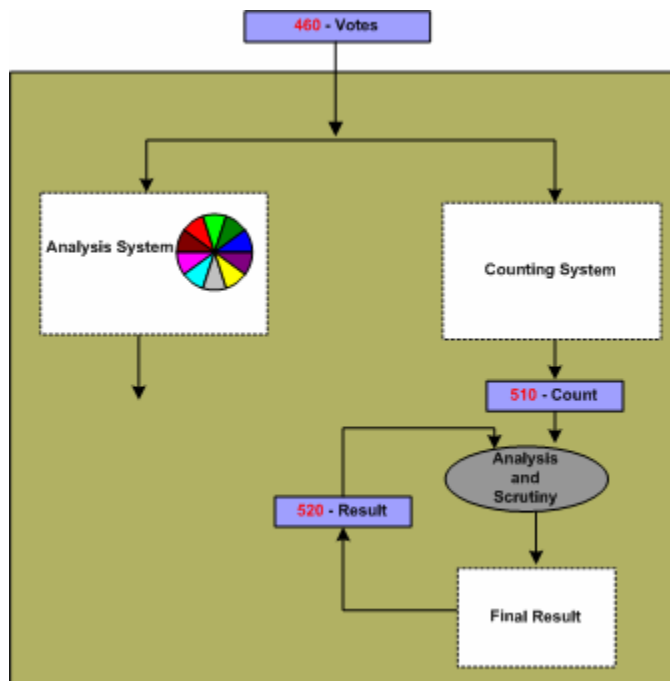 460 - Votes
Analysis System
Counting System
510 - Count
Analysis
and
Scrutiny
520 - Result
Final Result